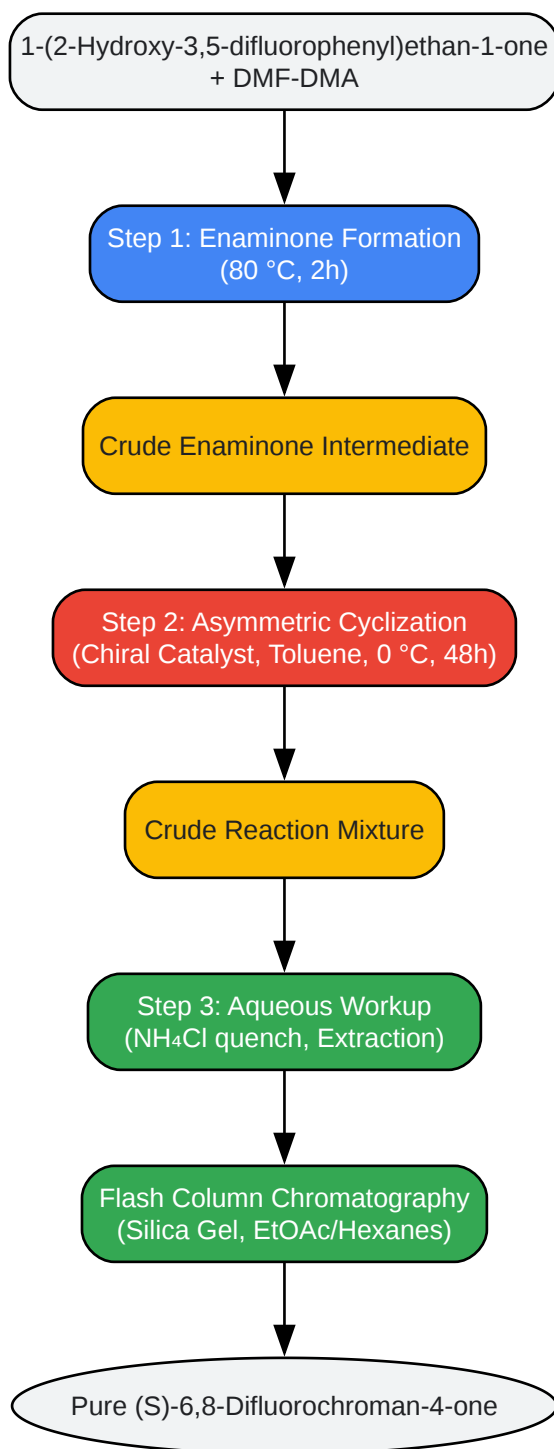 1-(2-Hydroxy-3,5-difluorophenyl)ethan-1-one
+ DMF-DMA
Step 1: Enaminone Formation
(80 °C, 2h)
Crude Enaminone Intermediate
Step 2: Asymmetric Cyclization
(Chiral Catalyst, Toluene, 0 °C, 48h)
Crude Reaction Mixture
Step 3: Aqueous Workup
(NH₄Cl quench, Extraction)
Flash Column Chromatography
(Silica Gel, EtOAc/Hexanes)
Pure (S)-6,8-Difluorochroman-4-one